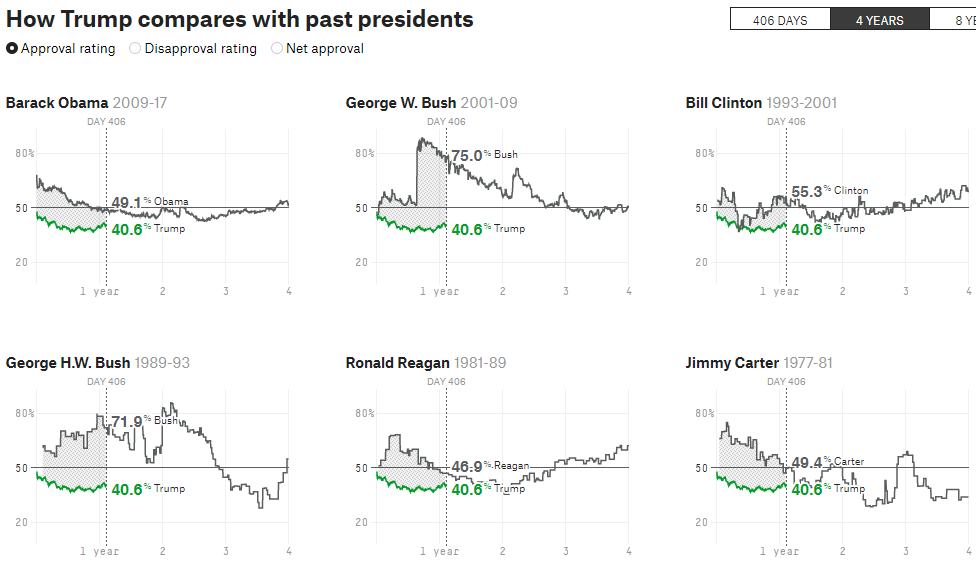 How Trump compares with past presidents
406 DAYS 4 YEARS 8 YE
Approval rating Disapproval rating Net approval
Barack Obama 2009-17
DAY 406
80%
49.1% Obama
50
40.6% Trump
20
1 year 2 3 4
George W. Bush 2001-09
DAY 406
80%
75.0% Bush
50
40.6% Trump
20
1 year 2 3 4
Bill Clinton 1993-2001
DAY 406
80%
55.3% Clinton
50
40.6% Trump
20
1 year 2 3 4
George H.W. Bush 1989-93
DAY 406
80%
71.9% Bush
50
40.6% Trump
20
1 year 2 3 4
Ronald Reagan 1981-89
DAY 406
80%
46.9% Reagan
50
40.6% Trump
20
1 year 2 3 4
Jimmy Carter 1977-81
DAY 406
80%
49.4% Carter
50
40.6% Trump
20
1 year 2 3 4